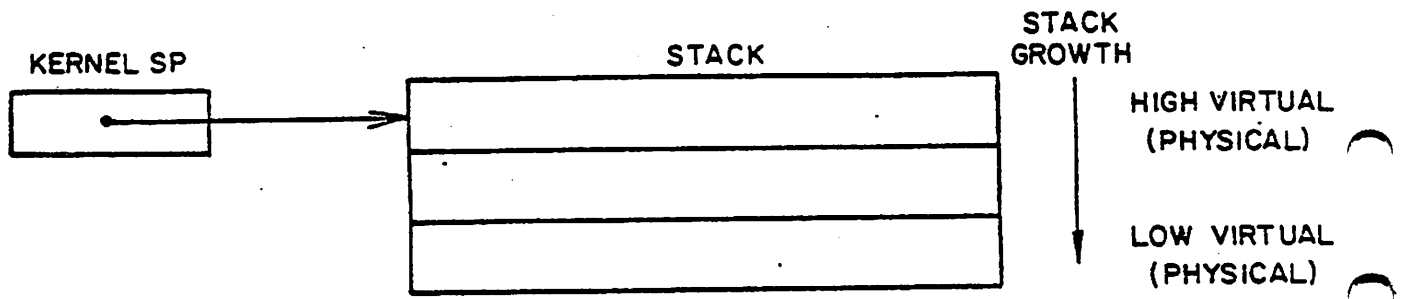 KERNEL SP
STACK
STACK
GROWTH
HIGH VIRTUAL
(PHYSICAL)
LOW VIRTUAL
(PHYSICAL)